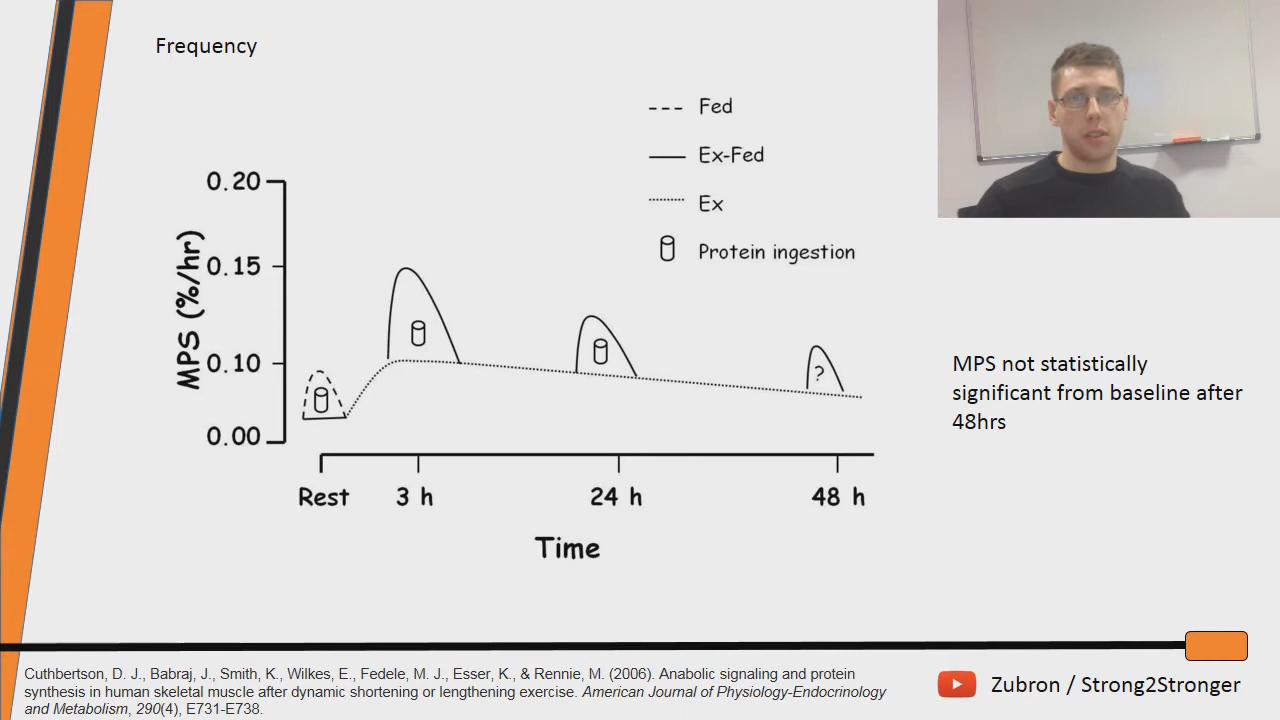 Frequency
Fed
Ex-Fed
Ex
Protein ingestion
MPS (%/hr)
0.20
0.15
0.10
0.00
?
Rest 3 h 24 h 48 h
Time
MPS not statistically
significant from baseline after
48hrs
Cuthbertson, D. J., Babraj, J., Smith, K., Wilkes, E., Fedele, M. J., Esser, K., & Rennie, M. (2006). Anabolic signaling and protein
synthesis in human skeletal muscle after dynamic shortening or lengthening exercise. American Journal of Physiology-Endocrinology
and Metabolism, 290(4), E731-E738.
Zubron / Strong2Stronger